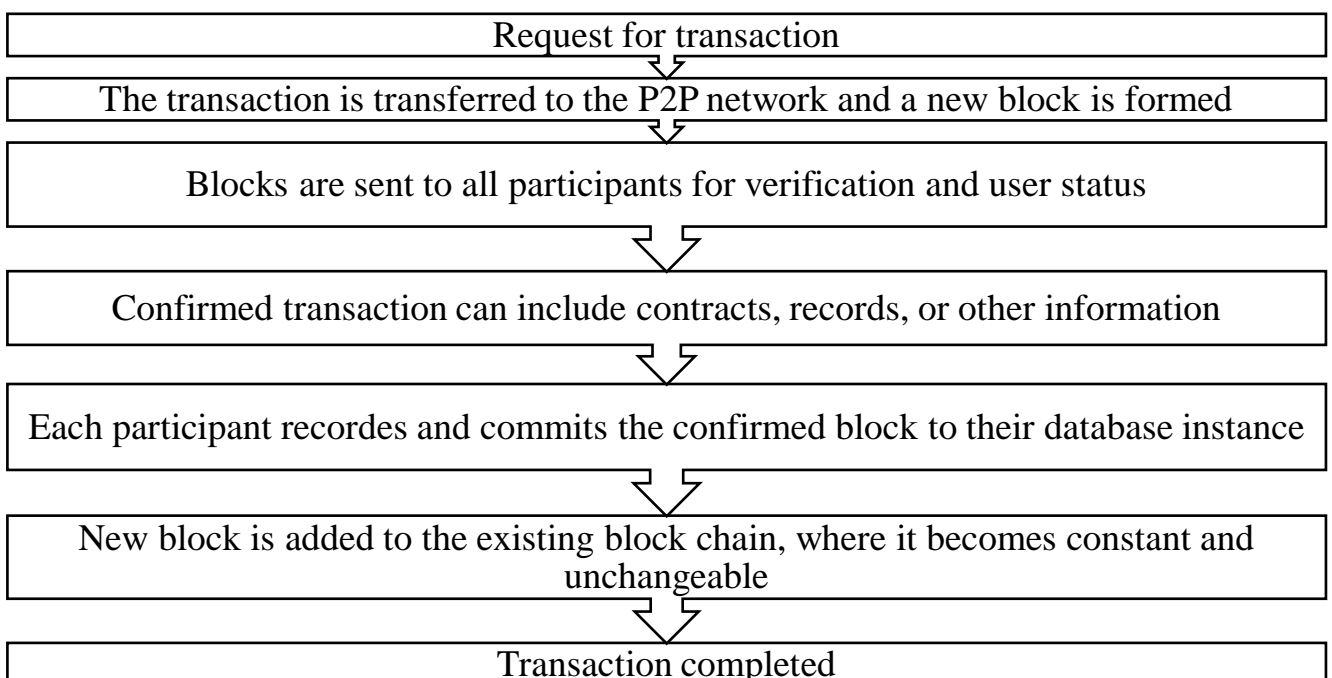 Request for transaction
The transaction is transferred to the P2P network and a new block is formed
Blocks are sent to all participants for verification and user status
Confirmed transaction can include contracts, records, or other information
Each participant recordes and commits the confirmed block to their database instance
New block is added to the existing block chain, where it becomes constant and
unchangeable
Transaction completed